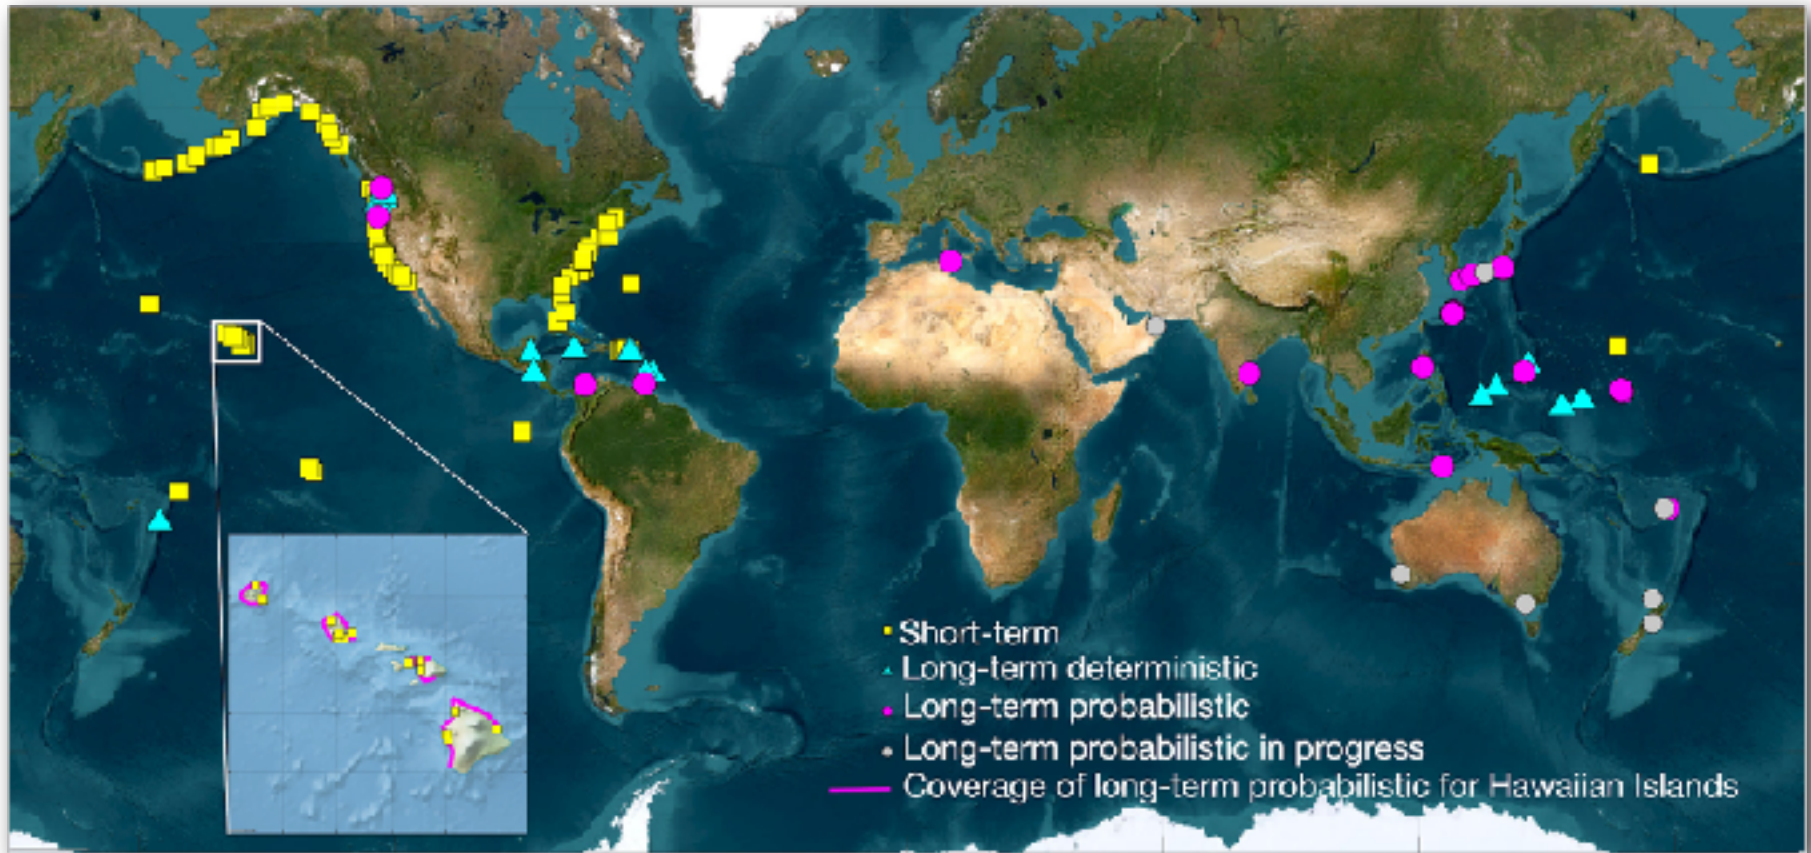 Short-term
Long-term deterministic
Long-term probabilistic
Long-term probabilistic in progress
Coverage of long-term probabilistic for Hawaiian Islands